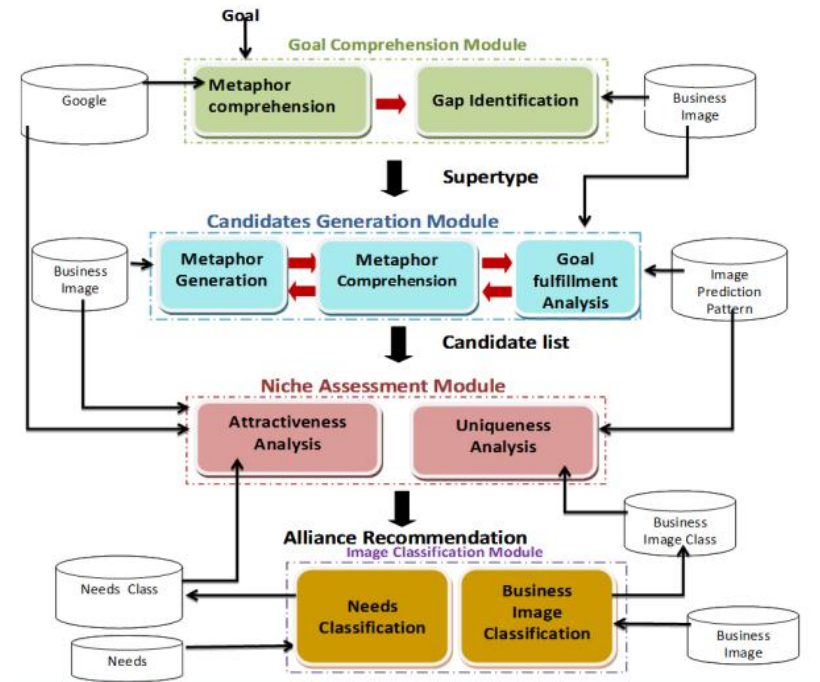 Goal
Goal Comprehension Module
Google
Metaphor
comprehension
Gap Identification
Business
Image
Supertype
Candidates Generation Module
Business
Image
Metaphor
Generation
Metaphor
Comprehension
Goal
fulfillment
Analysis
Image
Prediction
Pattern
Candidate list
Niche Assessment Module
Attractiveness
Analysis
Uniqueness
Analysis
Alliance Recommendation
Image Classification Module
Business
Image Class
Needs Class
Needs
Classification
Business
Image
Classification
Needs
Business
Image